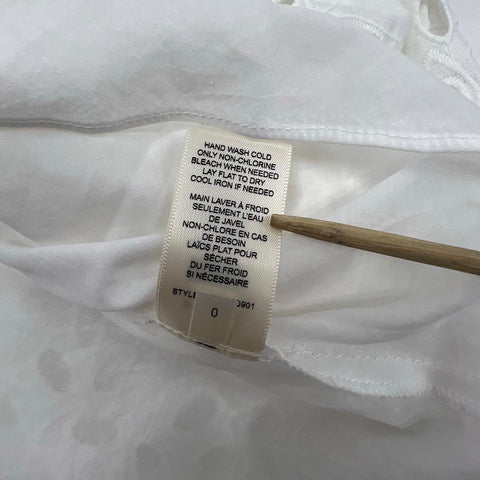 HAND WASH COLD
ONLY NON-CHLORINE
BLEACH WHEN NEEDED
LAY FLAT TO DRY
COOL IRON IF NEEDED
MAIN LAVER À FROID
SEULEMENT L'EAU
DE JAVEL
NON-CHLORE EN CAS
DE BESOIN
LAÏCS PLAT POUR
SÉCHER
DU FER FROID
SI NÉCESSAIRE
0901
0